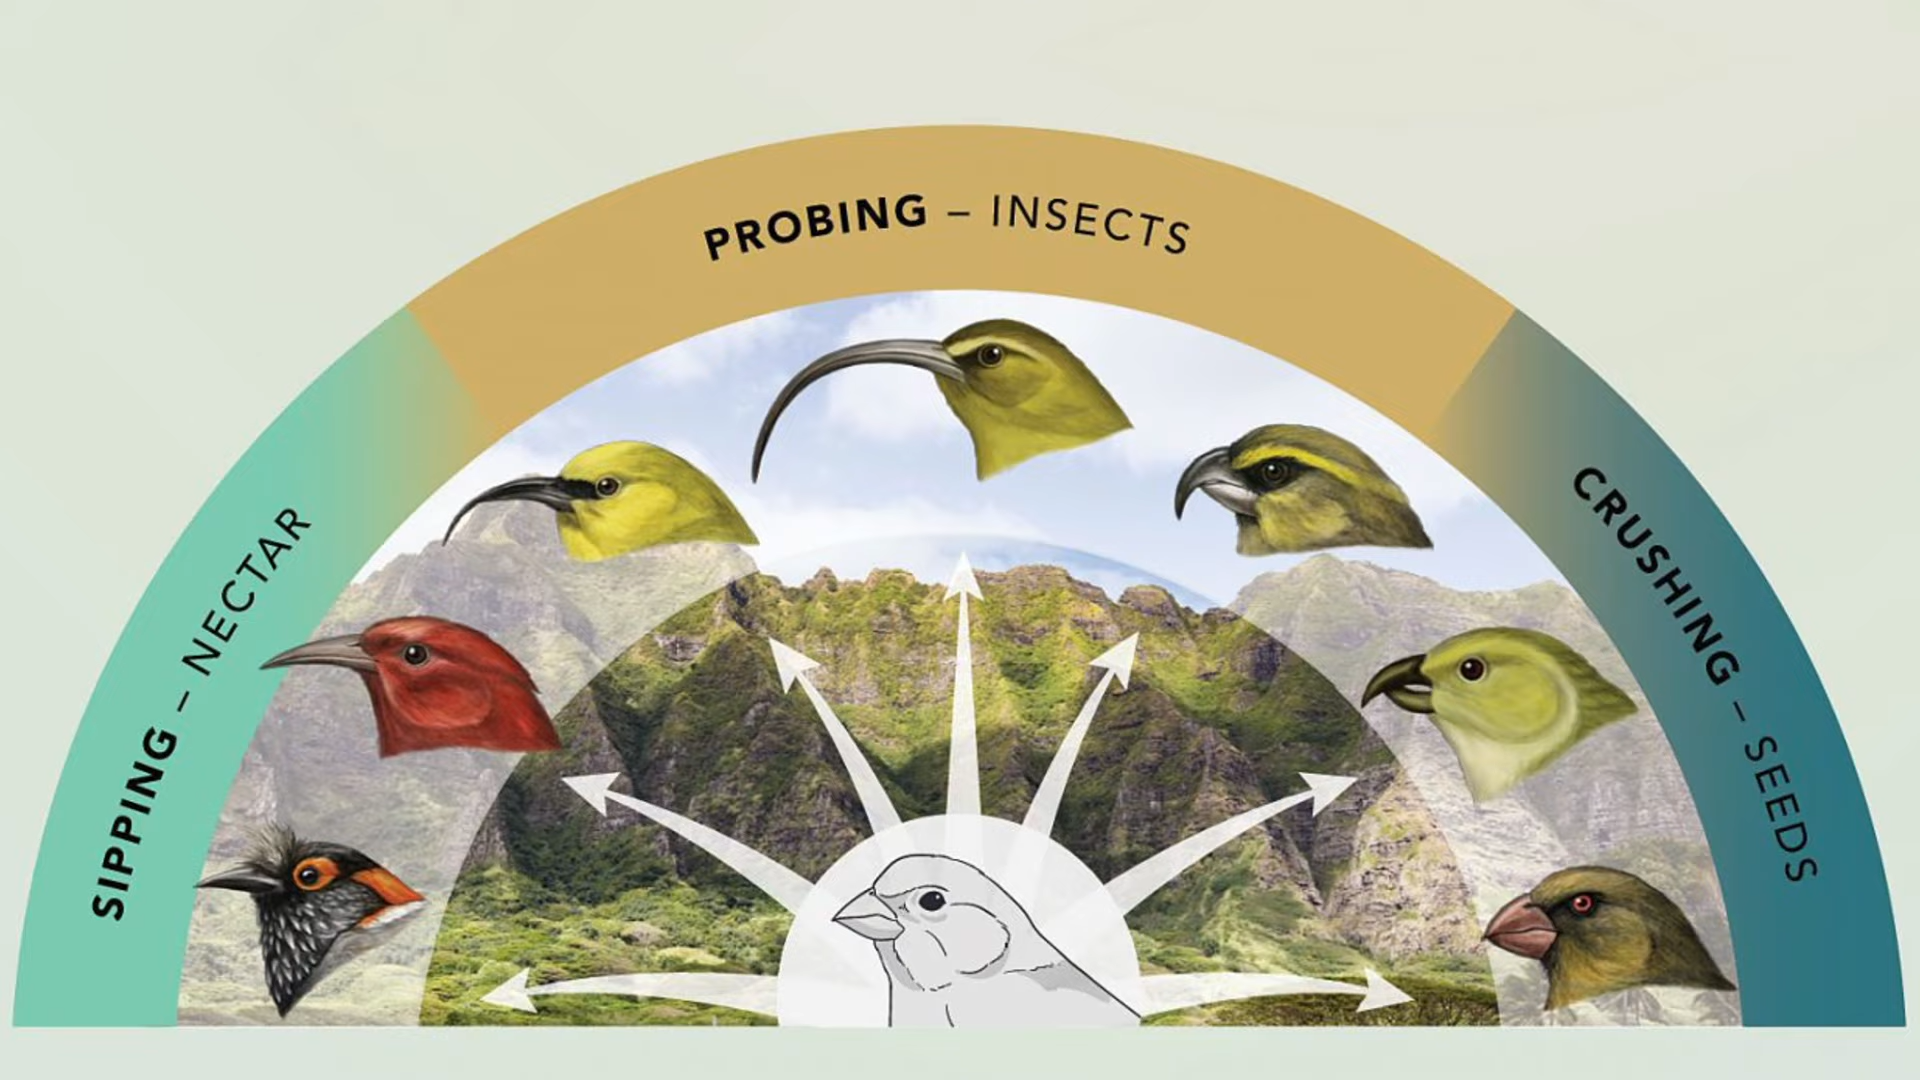 SIPPING – NECTAR
PROBING – INSECTS
CRUSHING – SEEDS